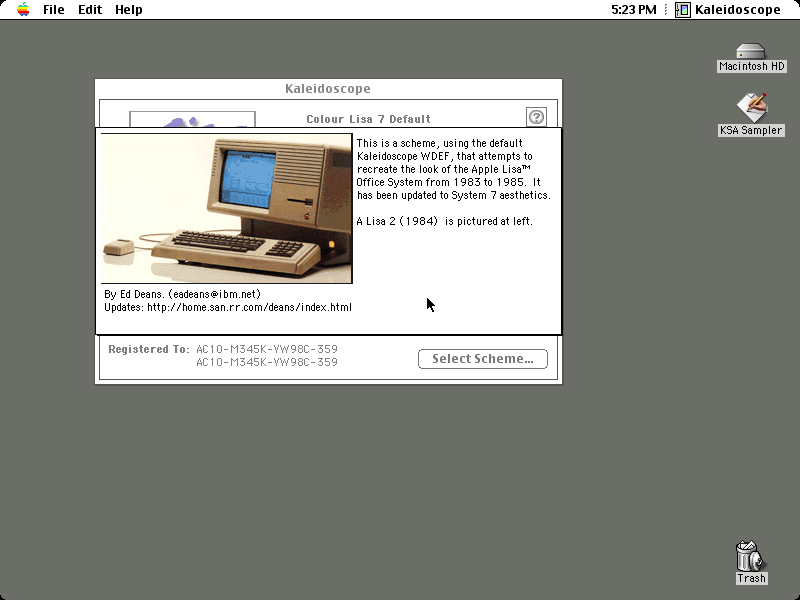 File Edit Help 5:23 PM Kaleidoscope
Macintosh HD
KSA Sampler
Kaleidoscope
Colour Lisa 7 Default
?
This is a scheme, using the default
Kaleidoscope WDEF, that attempts to
recreate the look of the Apple Lisa™
Office System from 1983 to 1985. It
has been updated to System 7 aesthetics.
A Lisa 2 (1984) is pictured at left.
By Ed Deans. (eadeans@ibm.net)
Updates: http://home.san.rr.com/deans/index.html
Registered To: AC10-M345K-VW98C-359
AC10-M345K-VW98C-359
Select Scheme...
Trash